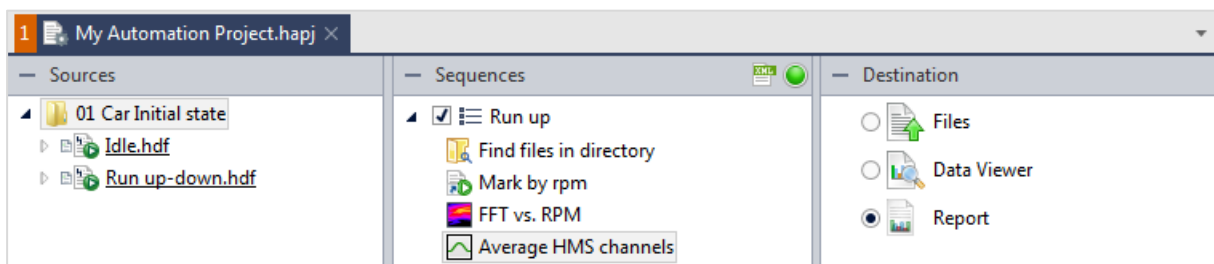 1 My Automation Project.hapj
Sources
01 Car Initial state
Idle.hdf
Run up-down.hdf
Sequences
XML
Run up
Find files in directory
Mark by rpm
FFT vs. RPM
Average HMS channels
Destination
Files
Data Viewer
Report